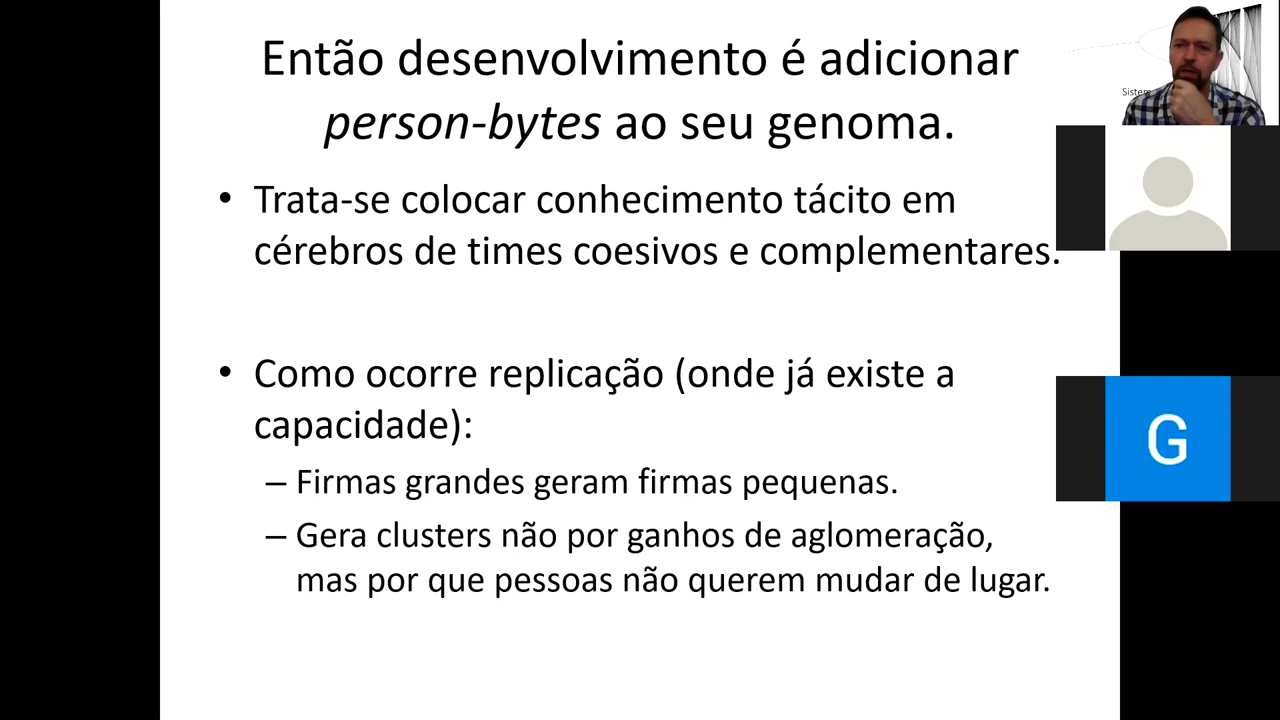 Então desenvolvimento é adicionar
person-bytes ao seu genoma.
• Trata-se colocar conhecimento tácito em
cérebros de times coesivos e complementares.
• Como ocorre replicação (onde já existe a
capacidade):
– Firmas grandes geram firmas pequenas.
– Gera clusters não por ganhos de aglomeração,
mas por que pessoas não querem mudar de lugar.
G